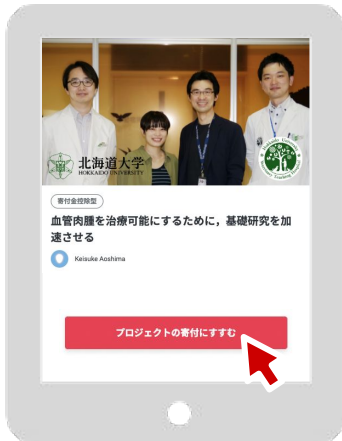 北海道大学
HOKKAIDO UNIVERSITY
寄付金控除型
血管肉腫を治療可能にするために，基礎研究を加
速させる
Keisuke Aoshima
プロジェクトの寄付にすすむ